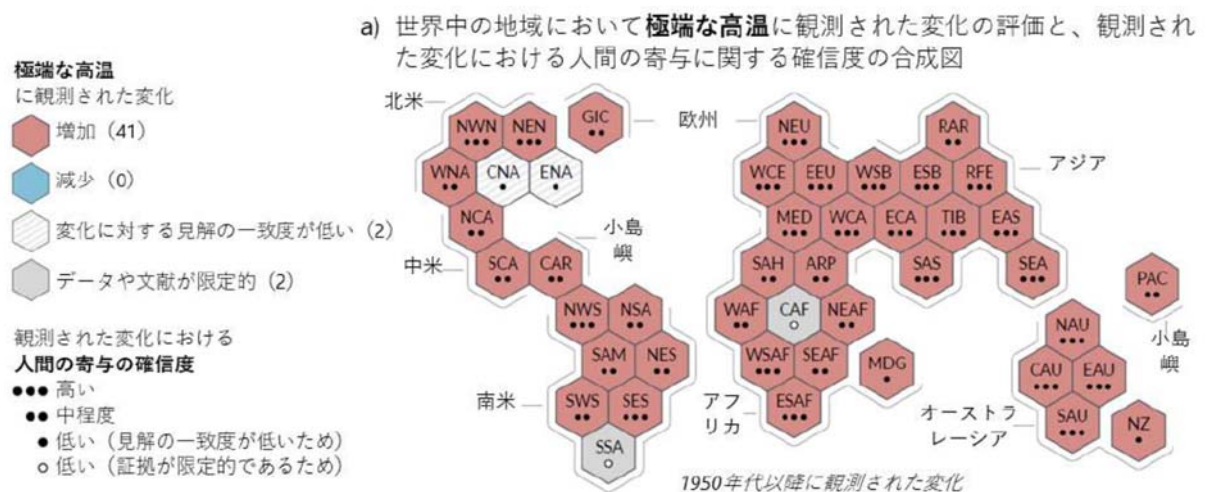 a) 世界中の地域において極端な高温に観測された変化の評価と、観測され
た変化における人間の寄与に関する確信度の合成図
極端な高温
に観測された変化
増加 (41)
減少 (0)
変化に対する見解の一致度が低い (2)
データや文献が限定的 (2)
観測された変化における
人間の寄与の確信度
●●● 高い
●● 中程度
● 低い（見解の一致度が低いため）
○ 低い（証拠が限定的であるため）
北米
NWN ●●●
NEN ●●●
GIC ●●
WNA ●●
CNA ●
ENA ●
NCA ●●
小島
嶼
中米
SCA ●●
CAR ●●
NWS ●●●
NSA ●●
SAM ●●
NES ●●
南米
SWS ●●
SES ●●●
SSA ○
欧州
NEU ●●●
RAR ●●
アジア
WCE ●●●
EEU ●●●
WSB ●●●
ESB ●●●
RFE ●●●
MED ●●●
WCA ●●●
ECA ●●●
TIB ●●●
EAS ●●●
SAH ●●
ARP ●●
SAS ●●●
SEA ●●●
WAF ●●
CAF ○
NEAF ●●
WSAF ●●●
SEAF ●●
MDG ●
アフ
リカ
ESAF ●●●
PAC ●●
小島
嶼
NAU ●●●
CAU ●●●
EAU ●●●
オーストラ
レーシア
SAU ●●●
NZ ●
1950年代以降に観測された変化